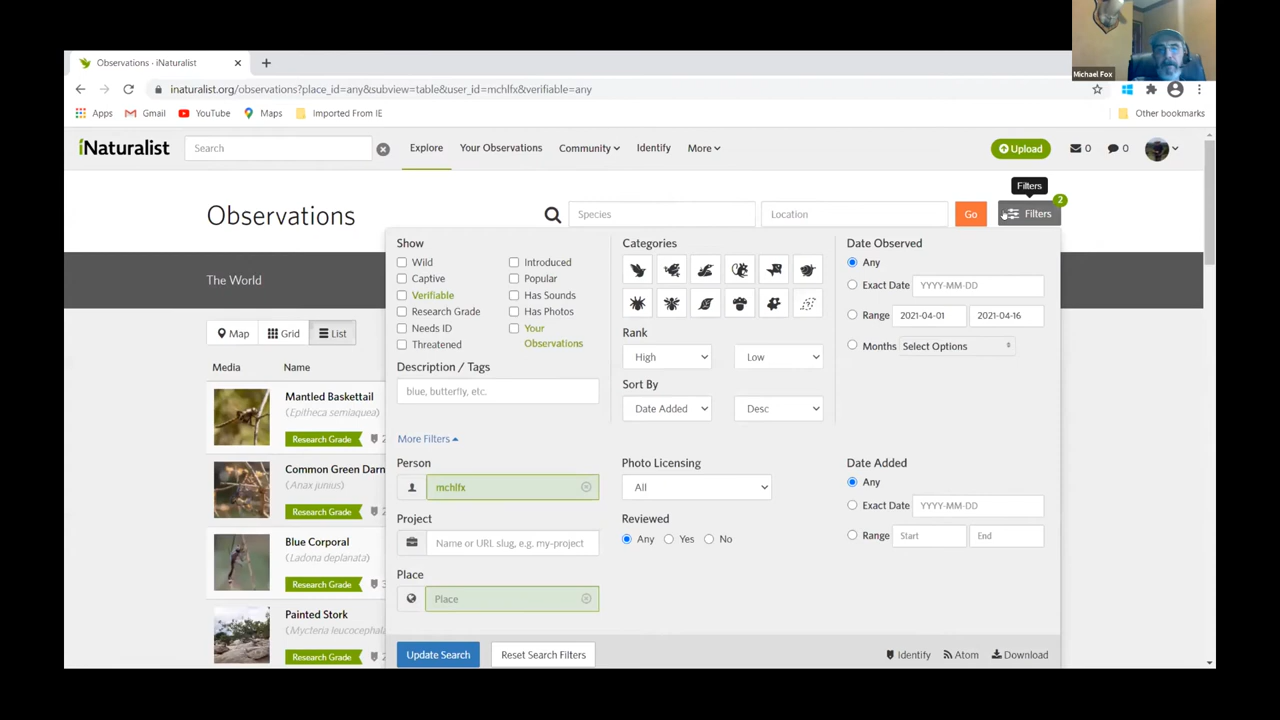 Michael Fox
Observations · iNaturalist
inaturalist.org/observations?place_id=any&subview=table&user_id=mchlfx&verifiable=any
Apps Gmail YouTube Maps Imported From IE Other bookmarks
iNaturalist Search Explore Your Observations Community Identify More Upload 0 0
Filters
Observations Species Location Go Filters 2
The World
Map Grid List
Media Name
Mantled Baskettail
(Epitheca semiaquea)
Research Grade 2
Common Green Darn
(Anax junius)
Research Grade 2
Blue Corporal
(Ladona deplanata)
Research Grade 3
Painted Stork
(Mycteria leucocephala
Research Grade 2
Show
Wild Introduced
Captive Popular
Verifiable Has Sounds
Research Grade Has Photos
Needs ID Your
Threatened Observations
Description / Tags
blue, butterfly, etc.
More Filters
Categories
Rank
High Low
Sort By
Date Added Desc
Date Observed
Any
Exact Date YYYY-MM-DD
Range 2021-04-01 2021-04-16
Months Select Options
Person
mchlfx
Project
Name or URL slug, e.g. my-project
Place
Place
Photo Licensing
All
Reviewed
Any Yes No
Date Added
Any
Exact Date YYYY-MM-DD
Range Start End
Update Search Reset Search Filters Identify Atom Download